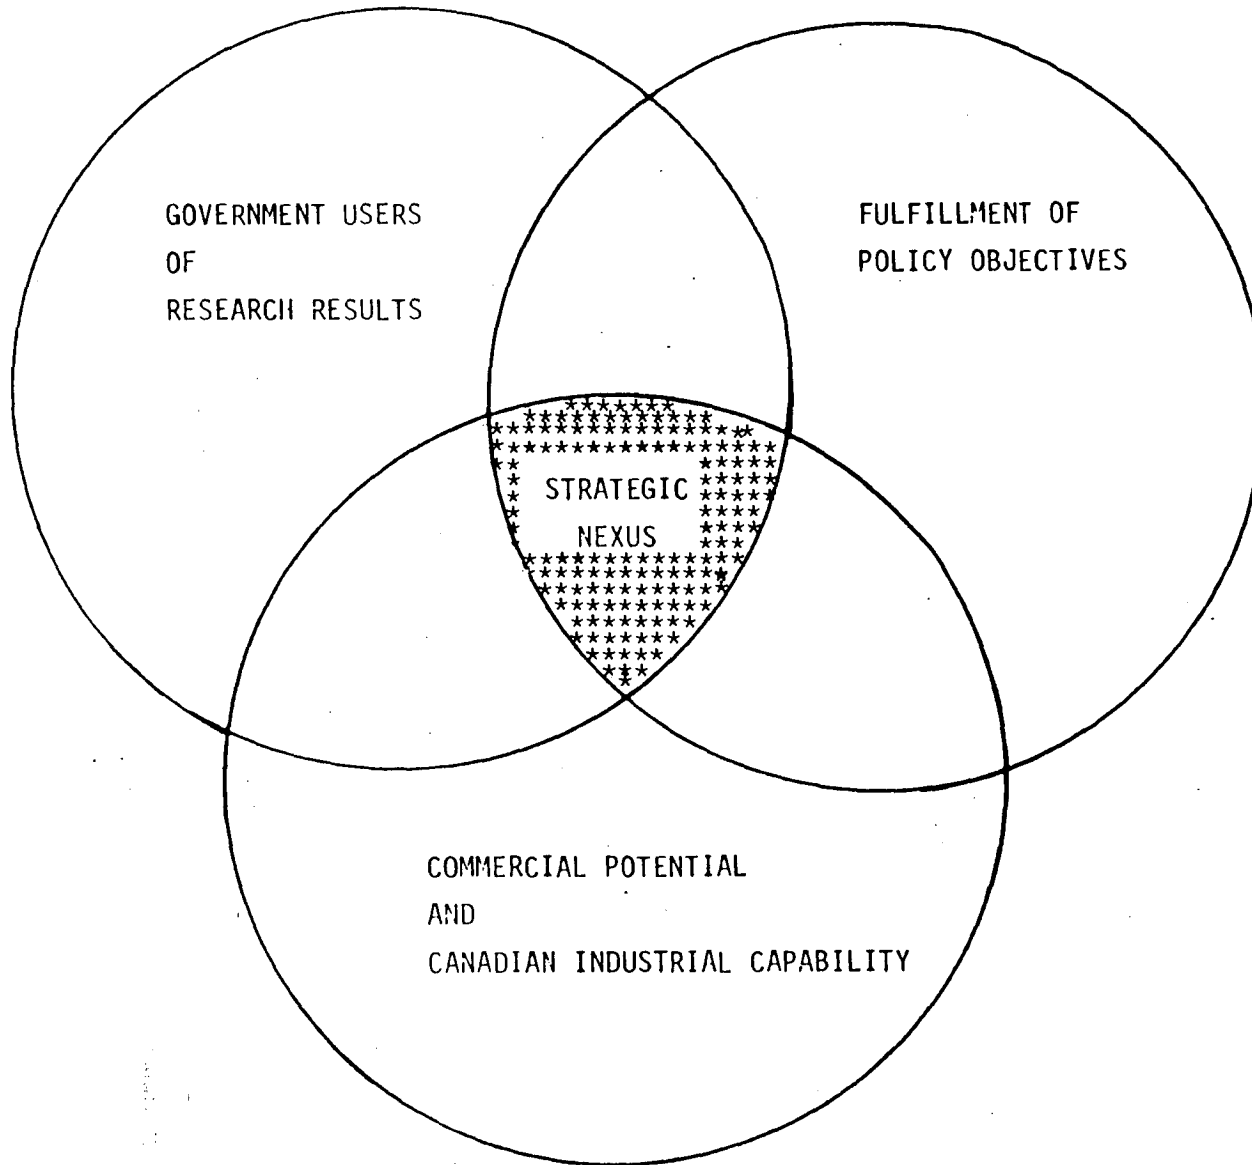 GOVERNMENT USERS
OF
RESEARCH RESULTS
FULFILLMENT OF
POLICY OBJECTIVES
STRATEGIC
NEXUS
COMMERCIAL POTENTIAL
AND
CANADIAN INDUSTRIAL CAPABILITY